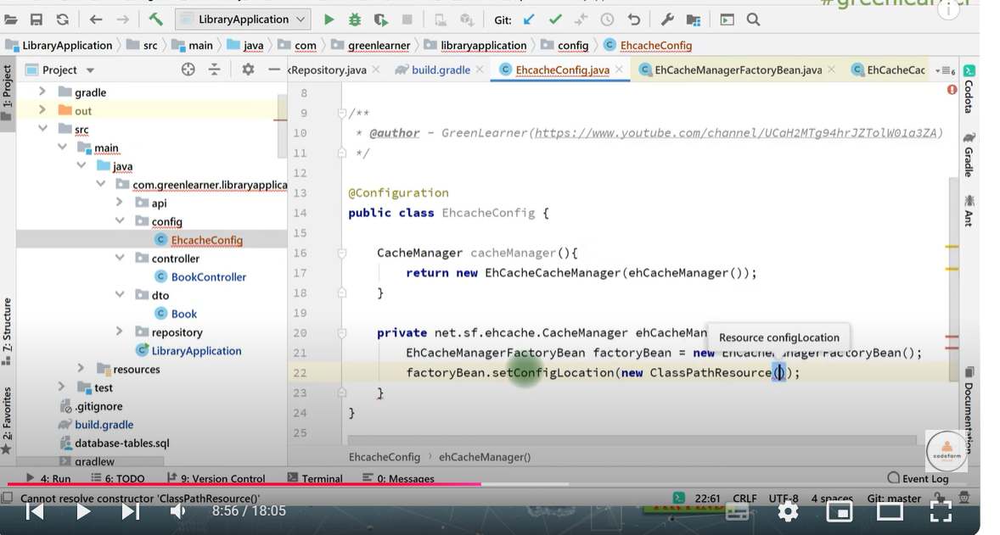 LibraryApplication
Git:
LibraryApplication src main java com greenlearner libraryapplication config EhcacheConfig
Project
kRepository.java
build.gradle
EhcacheConfig.java
EhCacheManagerFactoryBean.java
EhCacheCac
6
1: Project
7: Structure
2: Favorites
gradle
out
src
main
java
com.greenlearner.libraryapplica
api
config
EhcacheConfig
controller
BookController
dto
Book
repository
LibraryApplication
resources
test
.gitignore
build.gradle
database-tables.sql
gradlew
8
9 /**
10 * @author - GreenLearner(https://www.youtube.com/channel/UCaH2MTg94hrJZTolW01a3ZA)
11 */
12
13 @Configuration
14 public class EhcacheConfig {
15
16 CacheManager cacheManager(){
17 return new EhCacheCacheManager(ehCacheManager());
18 }
19
20 private net.sf.ehcache.CacheManager ehCacheMan
Resource configLocation
21 EhCacheManagerFactoryBean factoryBean = new EhCacheManagerFactoryBean();
22 factoryBean.setConfigLocation(new ClassPathResource());
23 }
24 }
25
EhcacheConfig › ehCacheManager()
Codota
Gradle
Ant
Documentation
codefarm
4: Run
6: TODO
9: Version Control
Terminal
0: Messages
Event Log
Cannot resolve constructor 'ClassPathResource()'
22:61 CRLF UTF-8 4 spaces Git: master
8:56 / 18:05